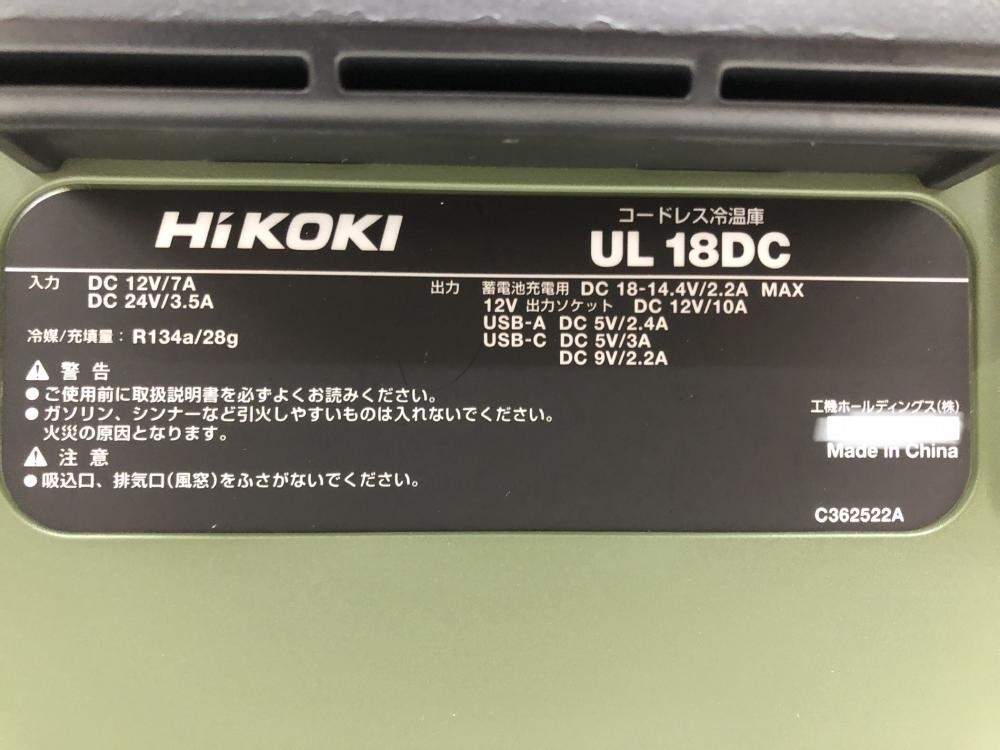 HiKOKI
コードレス冷温庫
UL 18DC
入力 DC 12V/7A
DC 24V/3.5A
冷媒/充填量: R134a/28g
出力 蓄電池充電用 DC 18-14.4V/2.2A MAX
12V 出力ソケット DC 12V/10A
USB-A DC 5V/2.4A
USB-C DC 5V/3A
DC 9V/2.2A
⚠ 警告
● ご使用前に取扱説明書を必ずよくお読みください。
● ガソリン、シンナーなど引火しやすいものは入れないでください。
火災の原因となります。
⚠ 注意
● 吸込口、排気口(風窓)をふさがないでください。
工機ホールディングス(株)
Made in China
C362522A